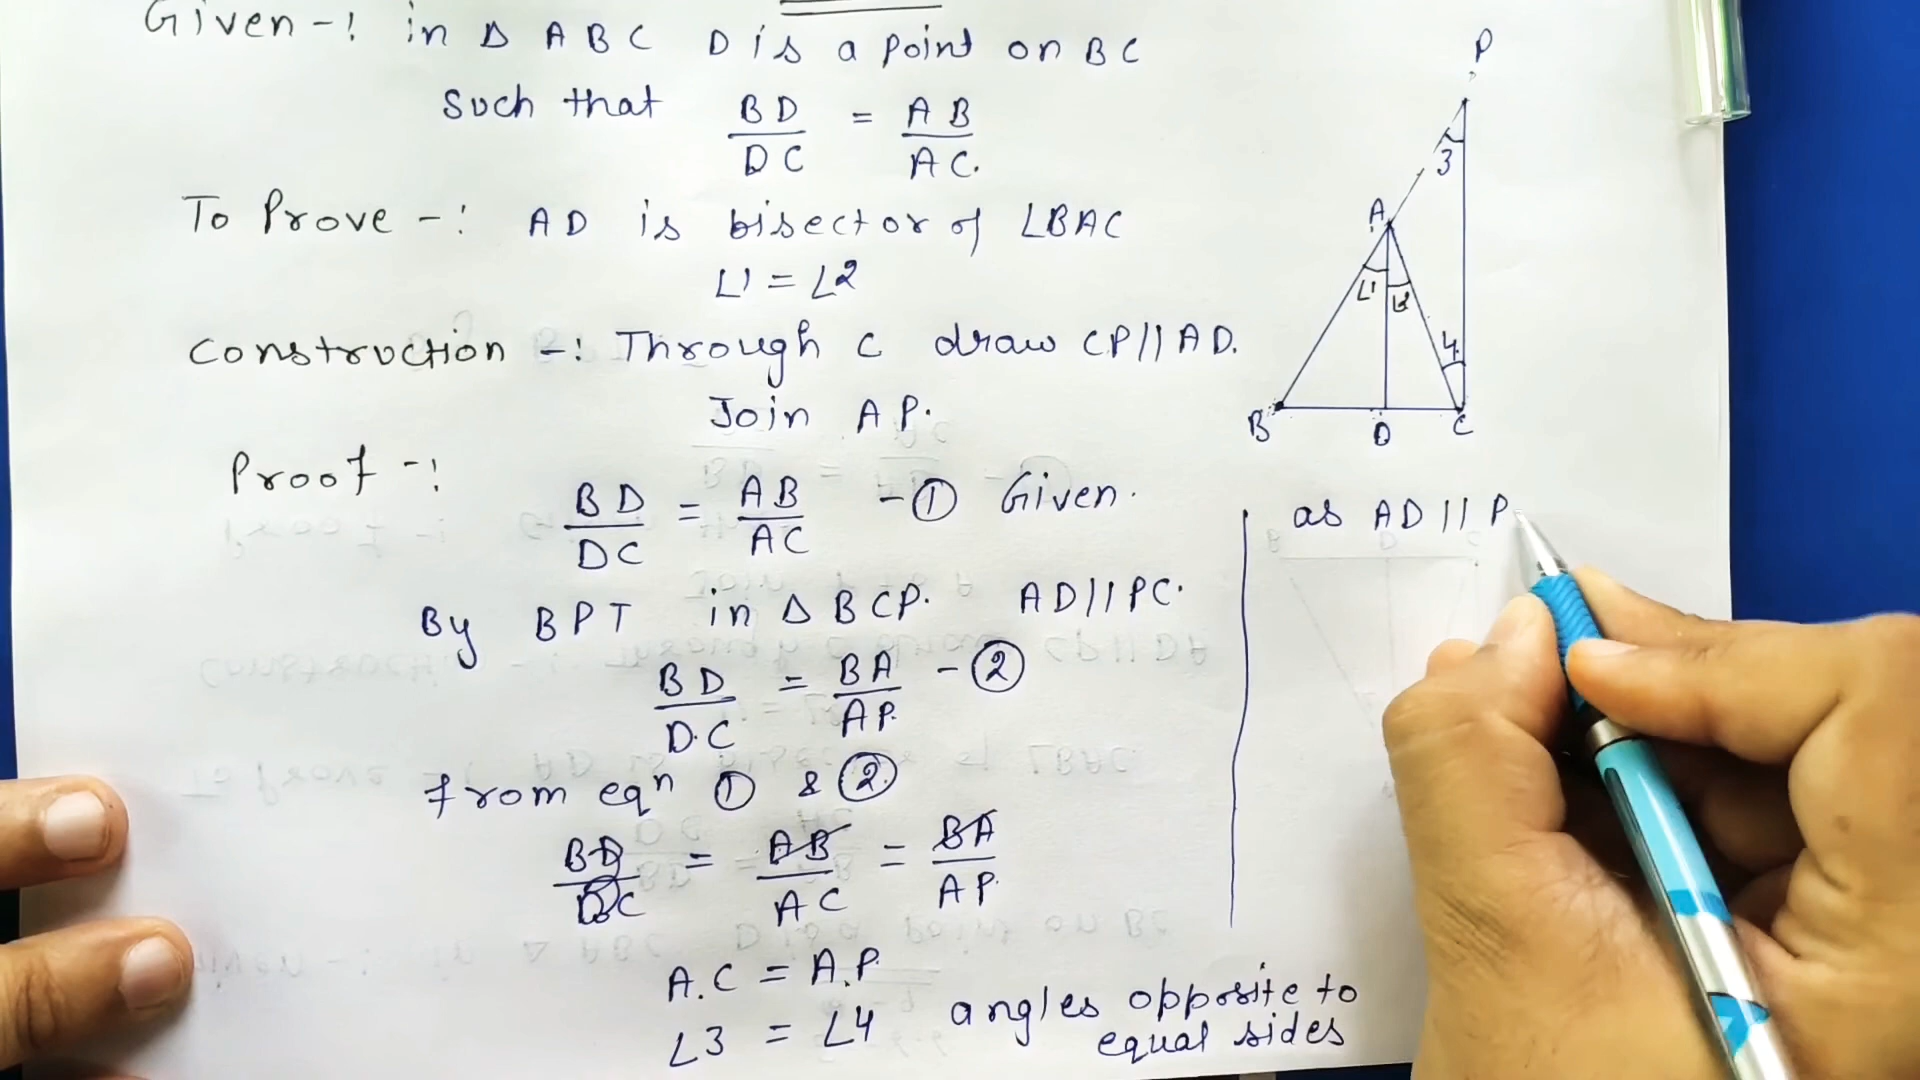 Given -: in Δ ABC D is a point on BC
such that BD/DC = AB/AC.
To Prove -: AD is bisector of ∠BAC
∠1 = ∠2
Construction -: Through C draw CP||AD.
Join AP.
Proof -:
BD/DC = AB/AC - ① Given.
By BPT in Δ BCP. AD||PC.
BD/D.C = BA/AP. - ②
from eqⁿ ① & ②
BD/DC = AB/AC = BA/AP.
A.C = A.P
∠3 = ∠4 angles opposite to
equal sides
P
3
A
∠1 ∠2
4
B D C
as AD || P